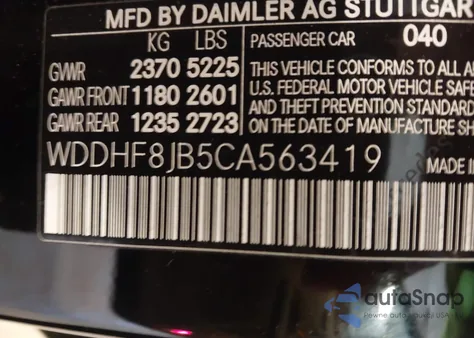 MFD BY DAIMLER AG STUTTGAR
KG LBS
PASSENGER CAR 040
GVWR 2370 5225
GAWR FRONT 1180 2601
GAWR REAR 1235 2723
THIS VEHICLE CONFORMS TO ALL A
U.S. FEDERAL MOTOR VEHICLE SAFE
AND THEFT PREVENTION STANDARD
ON DATE OF MANUFACTURE SH
WDDHF8JB5CA563419
MADE IN
autoSnap